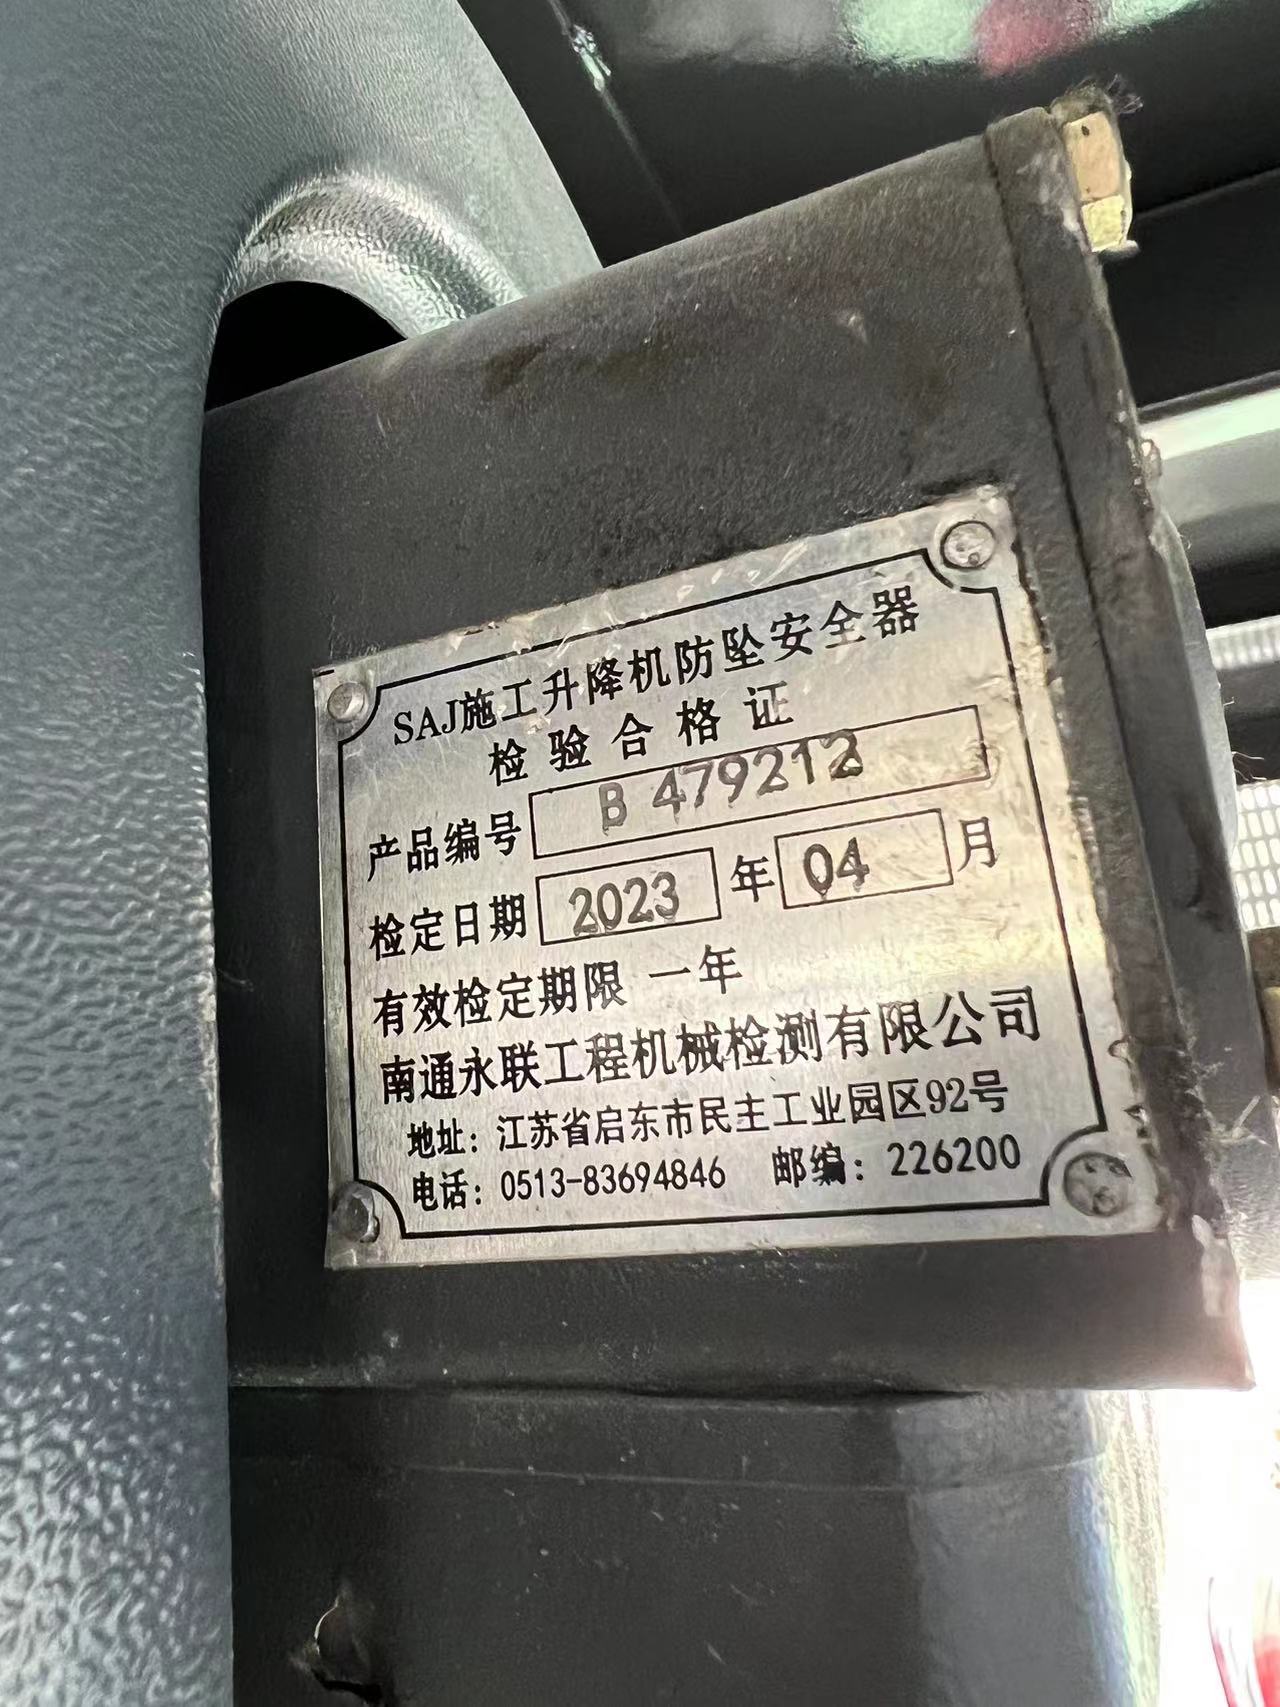 SAJ施工升降机防坠安全器
检验合格证
产品编号 B 479212
检定日期 2023 年 04 月
有效检定期限 一年
南通永联工程机械检测有限公司
地址：江苏省启东市民主工业园区92号
电话：0513-83694846 邮编：226200